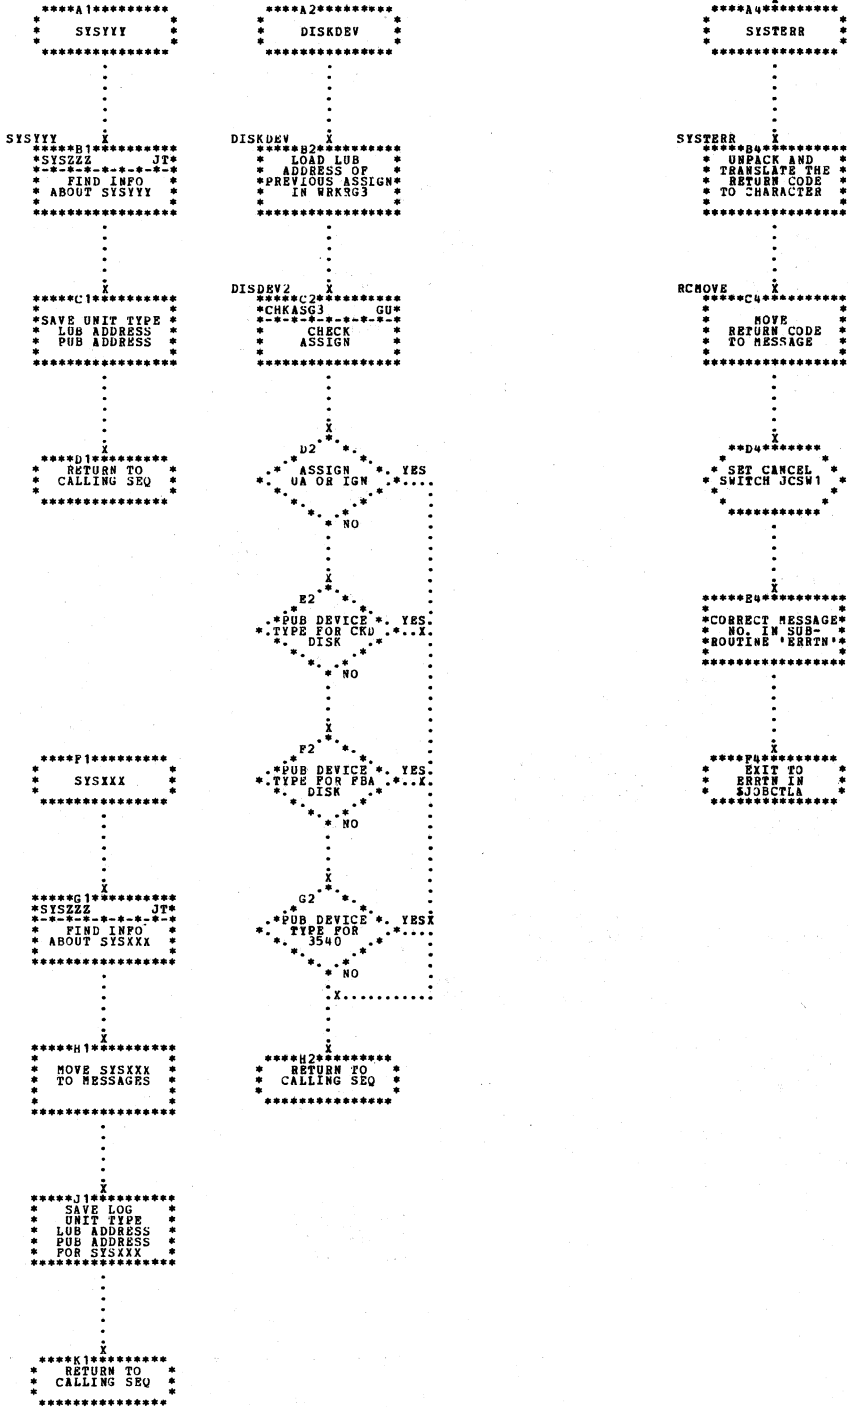 A1
SYSYYY
SYSYYY
B1
SYSZZZ JT
FIND INFO
ABOUT SYSYYY
C1
SAVE UNIT TYPE
LUB ADDRESS
PUB ADDRESS
D1
RETURN TO
CALLING SEQ
F1
SYSXXX
G1
SYSZZZ JT
FIND INFO
ABOUT SYSXXX
H1
MOVE SYSXXX
TO MESSAGES
J1
SAVE LOG
UNIT TYPE
LUB ADDRESS
PUB ADDRESS
FOR SYSXXX
K1
RETURN TO
CALLING SEQ
A2
DISKDEV
DISKDEV
B2
LOAD LUB
ADDRESS OF
PREVIOUS ASSIGN
IN WRKRG3
DISDEV2
C2
CHKASG3 GU
CHECK
ASSIGN
D2
ASSIGN
UA OR IGN
YES
NO
E2
PUB DEVICE
TYPE FOR CKD
DISK
YES
NO
F2
PUB DEVICE
TYPE FOR FBA
DISK
YES
NO
G2
PUB DEVICE
TYPE FOR
3540
YES
NO
H2
RETURN TO
CALLING SEQ
A4
SYSTERR
SYSTERR
B4
UNPACK AND
TRANSLATE THE
RETURN CODE
TO CHARACTER
RCMOVE
C4
MOVE
RETURN CODE
TO MESSAGE
D4
SET CANCEL
SWITCH JCSW1
E4
CORRECT MESSAGE
NO. IN SUB-
ROUTINE 'ERRTN'
F4
EXIT TO
ERRTN IN
$JOBCTLA